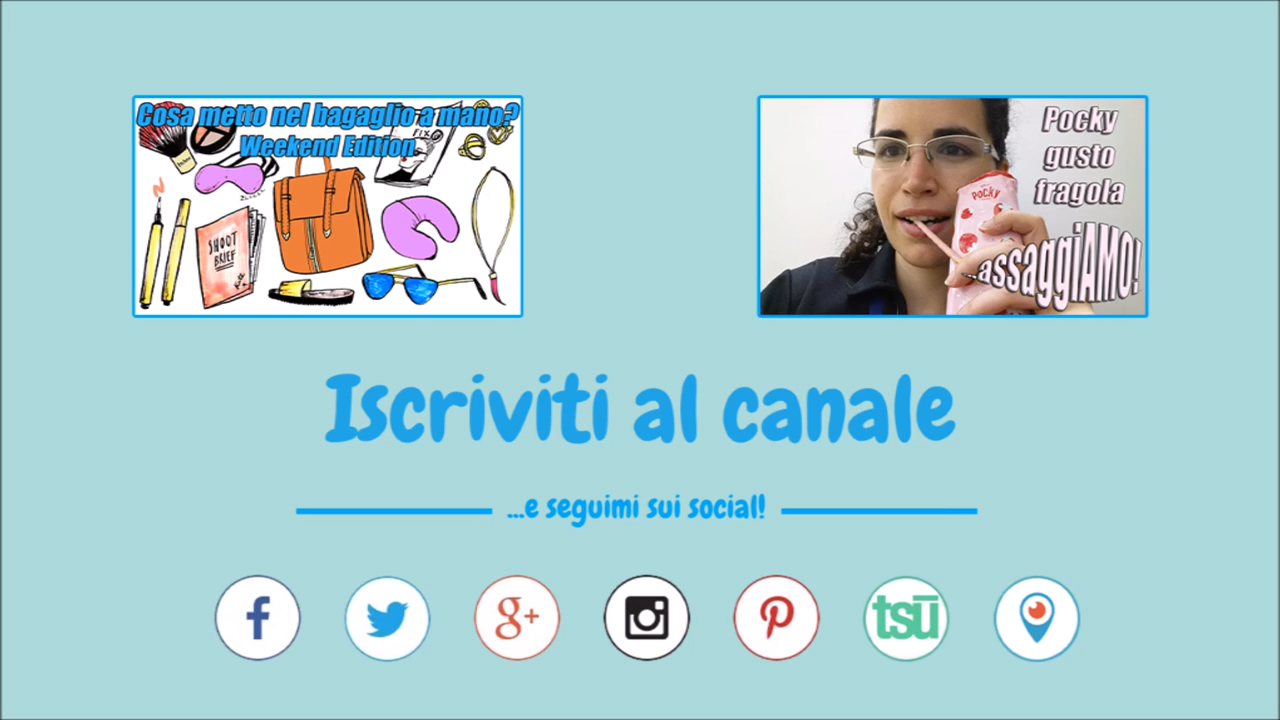 Cosa metto nel bagaglio a mano?
Weekend Edition
SHOOT
BRIEF
Pocky
gusto
fragola
POCKY
assaggiAMO!
Iscriviti al canale
...e seguimi sui social!
f
g+
tsū